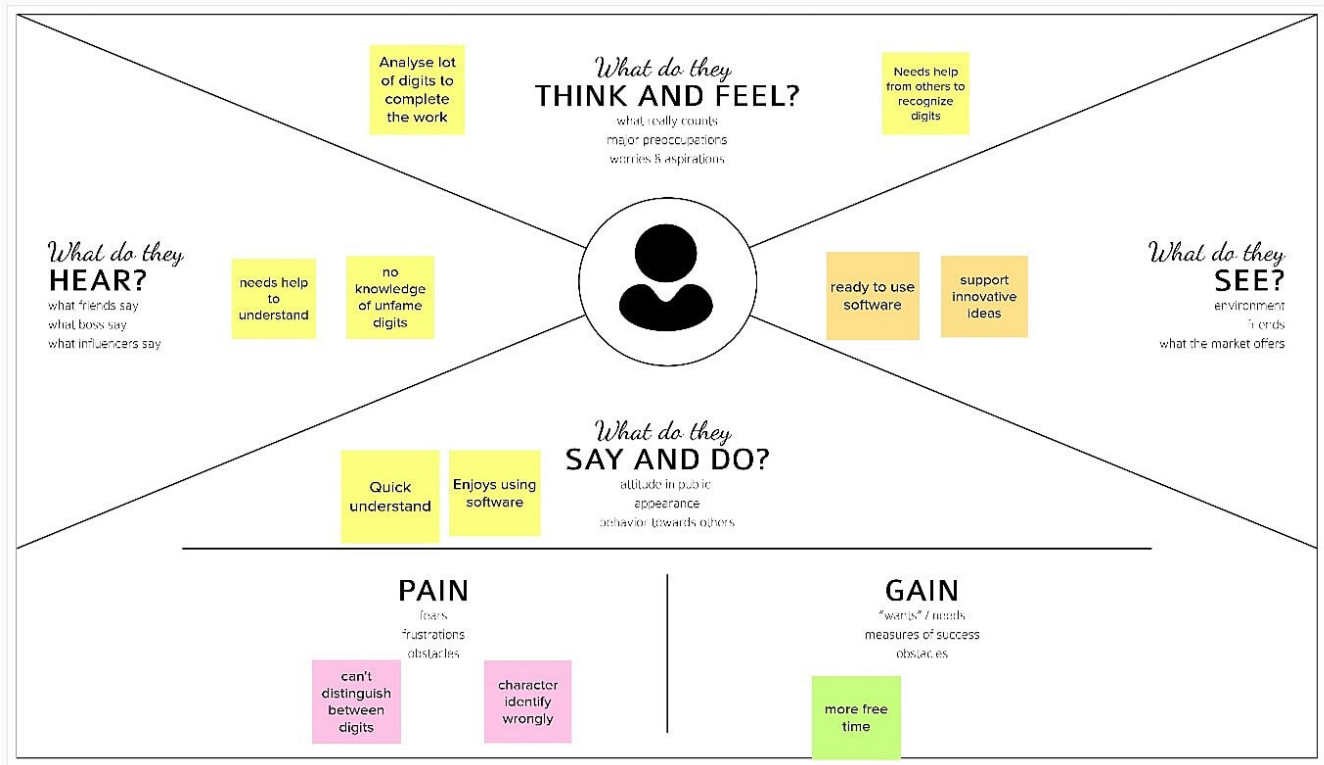 What do they
THINK AND FEEL?
what really counts
major preoccupations
worries & aspirations
Analyse lot
of digits to
complete
the work
Needs help
from others to
recognize
digits
What do they
HEAR?
what friends say
what boss say
what influencers say
needs help
to
understand
no
knowledge
of unfame
digits
ready to use
software
support
innovative
ideas
What do they
SEE?
environment
friends
what the market offers
What do they
SAY AND DO?
attitude in public
appearance
behavior towards others
Quick
understand
Enjoys using
software
PAIN
fears
frustrations
obstacles
can't
distinguish
between
digits
character
identify
wrongly
GAIN
"wants" / needs
measures of success
obstacles
more free
time